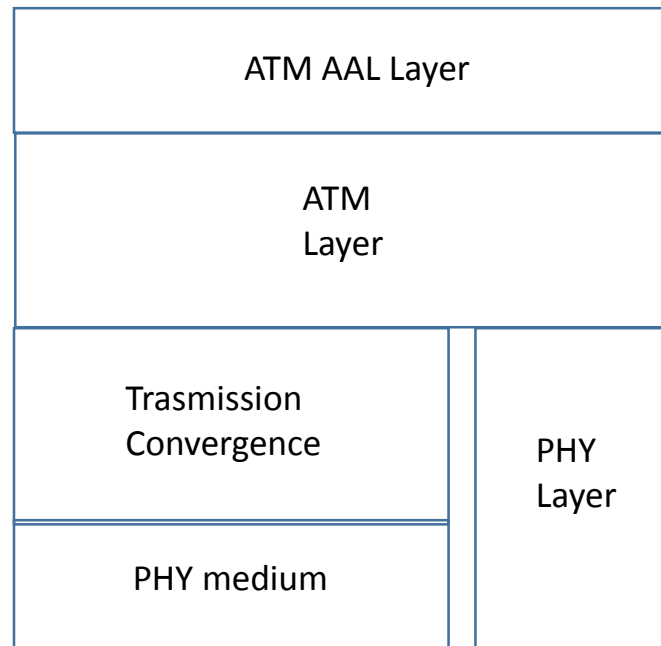 ATM AAL Layer
ATM
Layer
Trasmission
Convergence
PHY
Layer
PHY medium